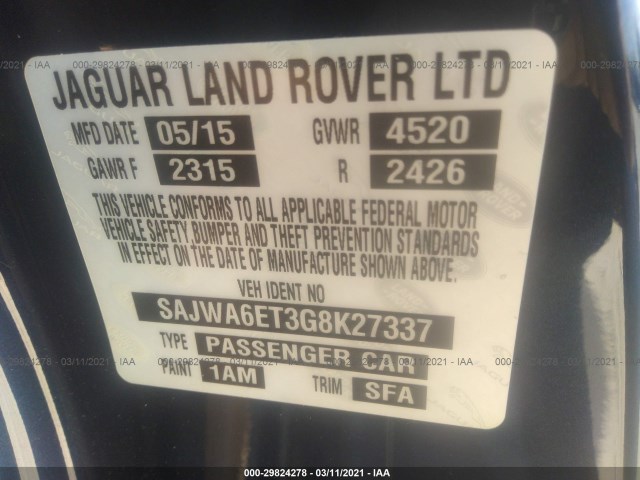 JAGUAR LAND ROVER LTD
MFD DATE 05/15 GVWR 4520
GAWR F 2315 R 2426
THIS VEHICLE CONFORMS TO ALL APPLICABLE FEDERAL MOTOR
VEHICLE SAFETY, BUMPER AND THEFT PREVENTION STANDARDS
IN EFFECT ON THE DATE OF MANUFACTURE SHOWN ABOVE.
VEH IDENT NO
SAJWA6ET3G8K27337
TYPE PASSENGER CAR
PAINT 1AM TRIM SFA
000-29824278 - 03/11/2021 - IAA